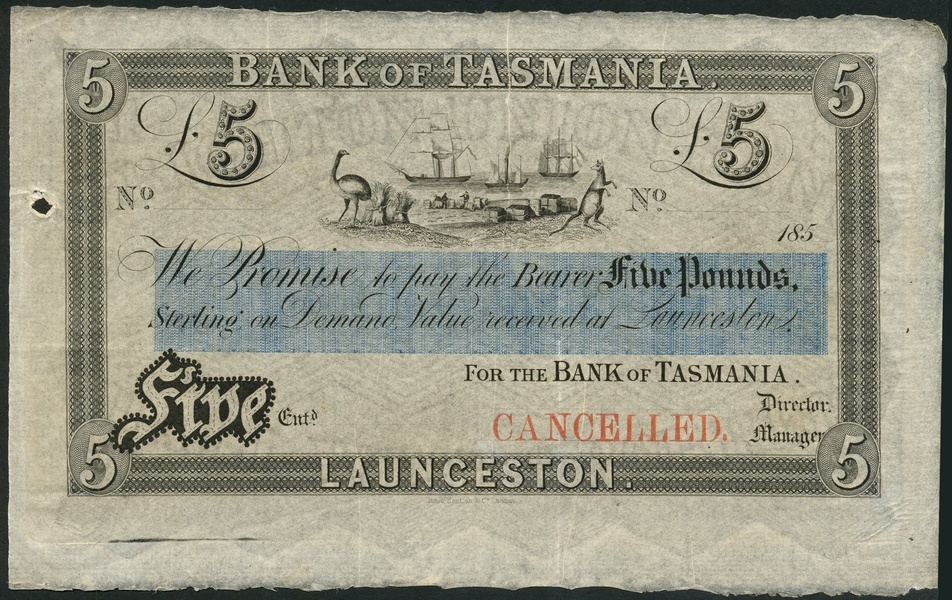 5 BANK OF TASMANIA. 5
£5 £5
No. No.
185
We Promise to pay the Bearer Five Pounds,
Sterling on Demand Value received at Launceston
FOR THE BANK OF TASMANIA.
Five Entd.
Director.
CANCELLED. Manager
5 LAUNCESTON. 5